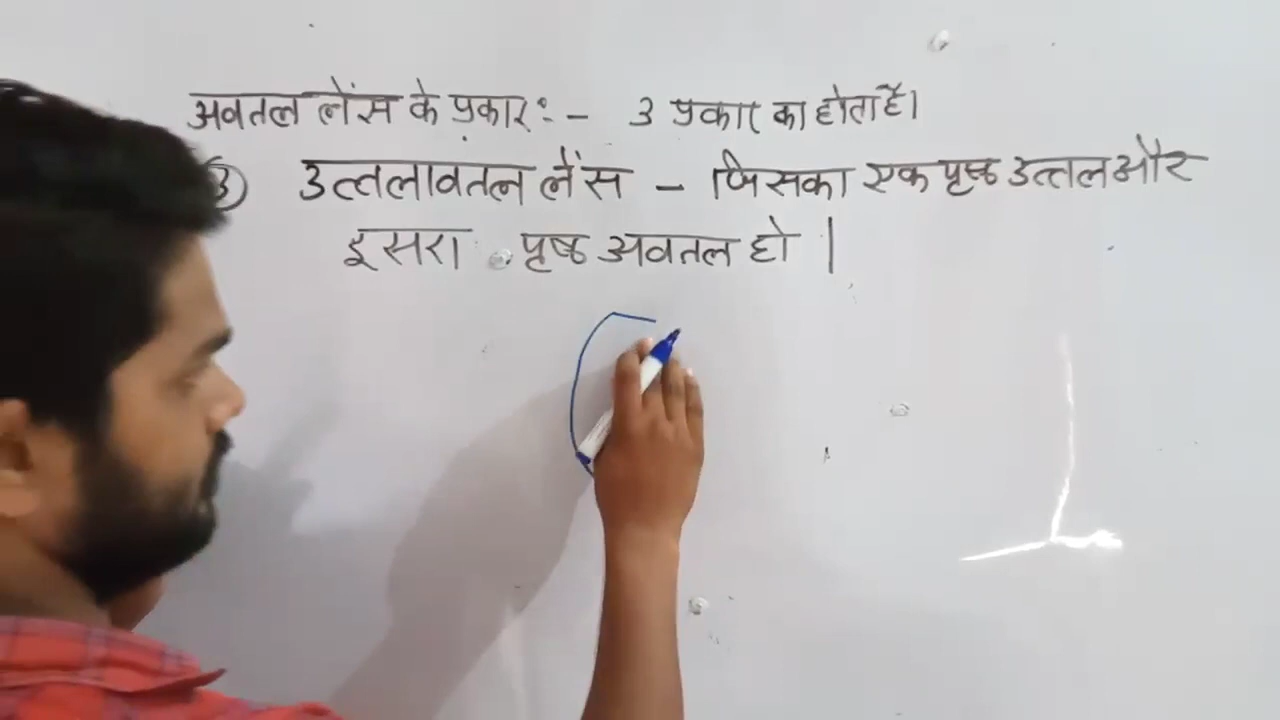 अवतल लेंस के प्रकार :- 3 प्रकार का होता है।
③ उत्तलावतल लेंस - जिसका एक पृष्ठ उत्तल और
दूसरा पृष्ठ अवतल हो |